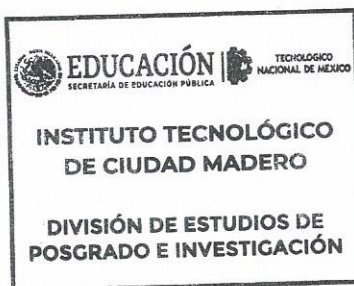 EDUCACIÓN
SECRETARÍA DE EDUCACIÓN PÚBLICA
TECNOLÓGICO
NACIONAL DE MÉXICO
INSTITUTO TECNOLÓGICO
DE CIUDAD MADERO
DIVISIÓN DE ESTUDIOS DE
POSGRADO E INVESTIGACIÓN